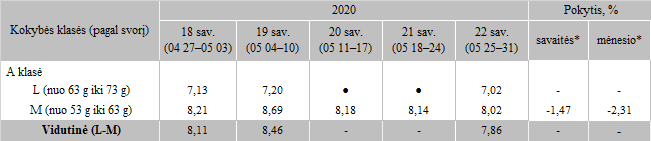 Kokybės klasės (pagal svorį) 2020 Pokytis, %
18 sav. (04 27–05 03) 19 sav. (05 04–10) 20 sav. (05 11–17) 21 sav. (05 18–24) 22 sav. (05 25–31) savaitės* mėnesio*
A klasė
L (nuo 63 g iki 73 g) 7,13 7,20 ● ● 7,02 - -
M (nuo 53 g iki 63 g) 8,21 8,69 8,18 8,14 8,02 -1,47 -2,31
Vidutinė (L-M) 8,11 8,46 - - 7,86 - -